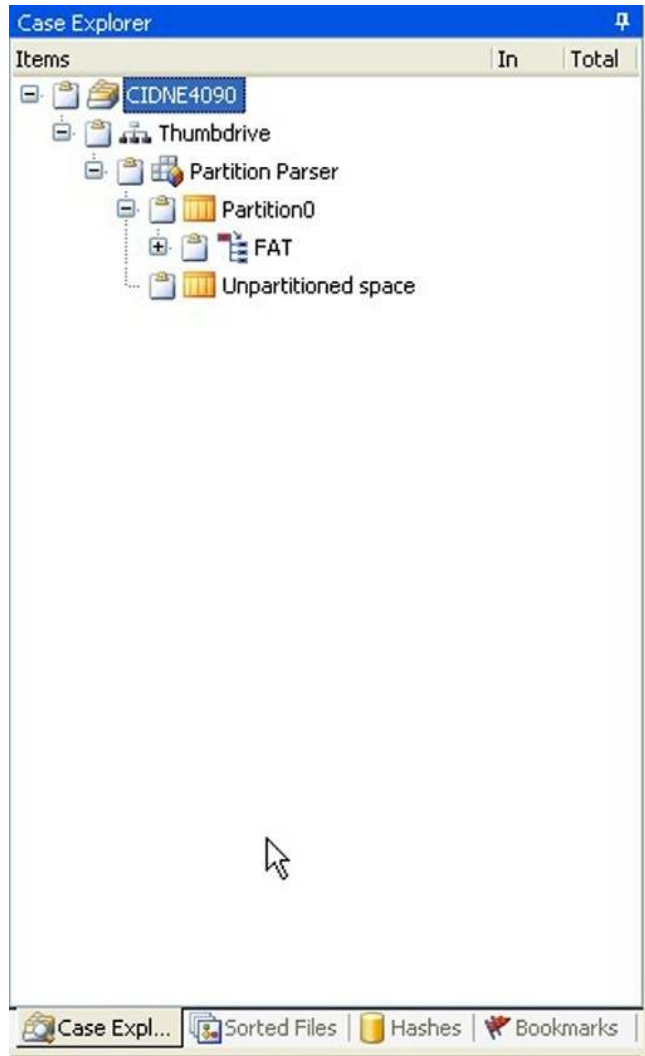 Case Explorer
Items In Total
CIDNE4090
Thumbdrive
Partition Parser
Partition0
FAT
Unpartitioned space
Case Expl... Sorted Files Hashes Bookmarks